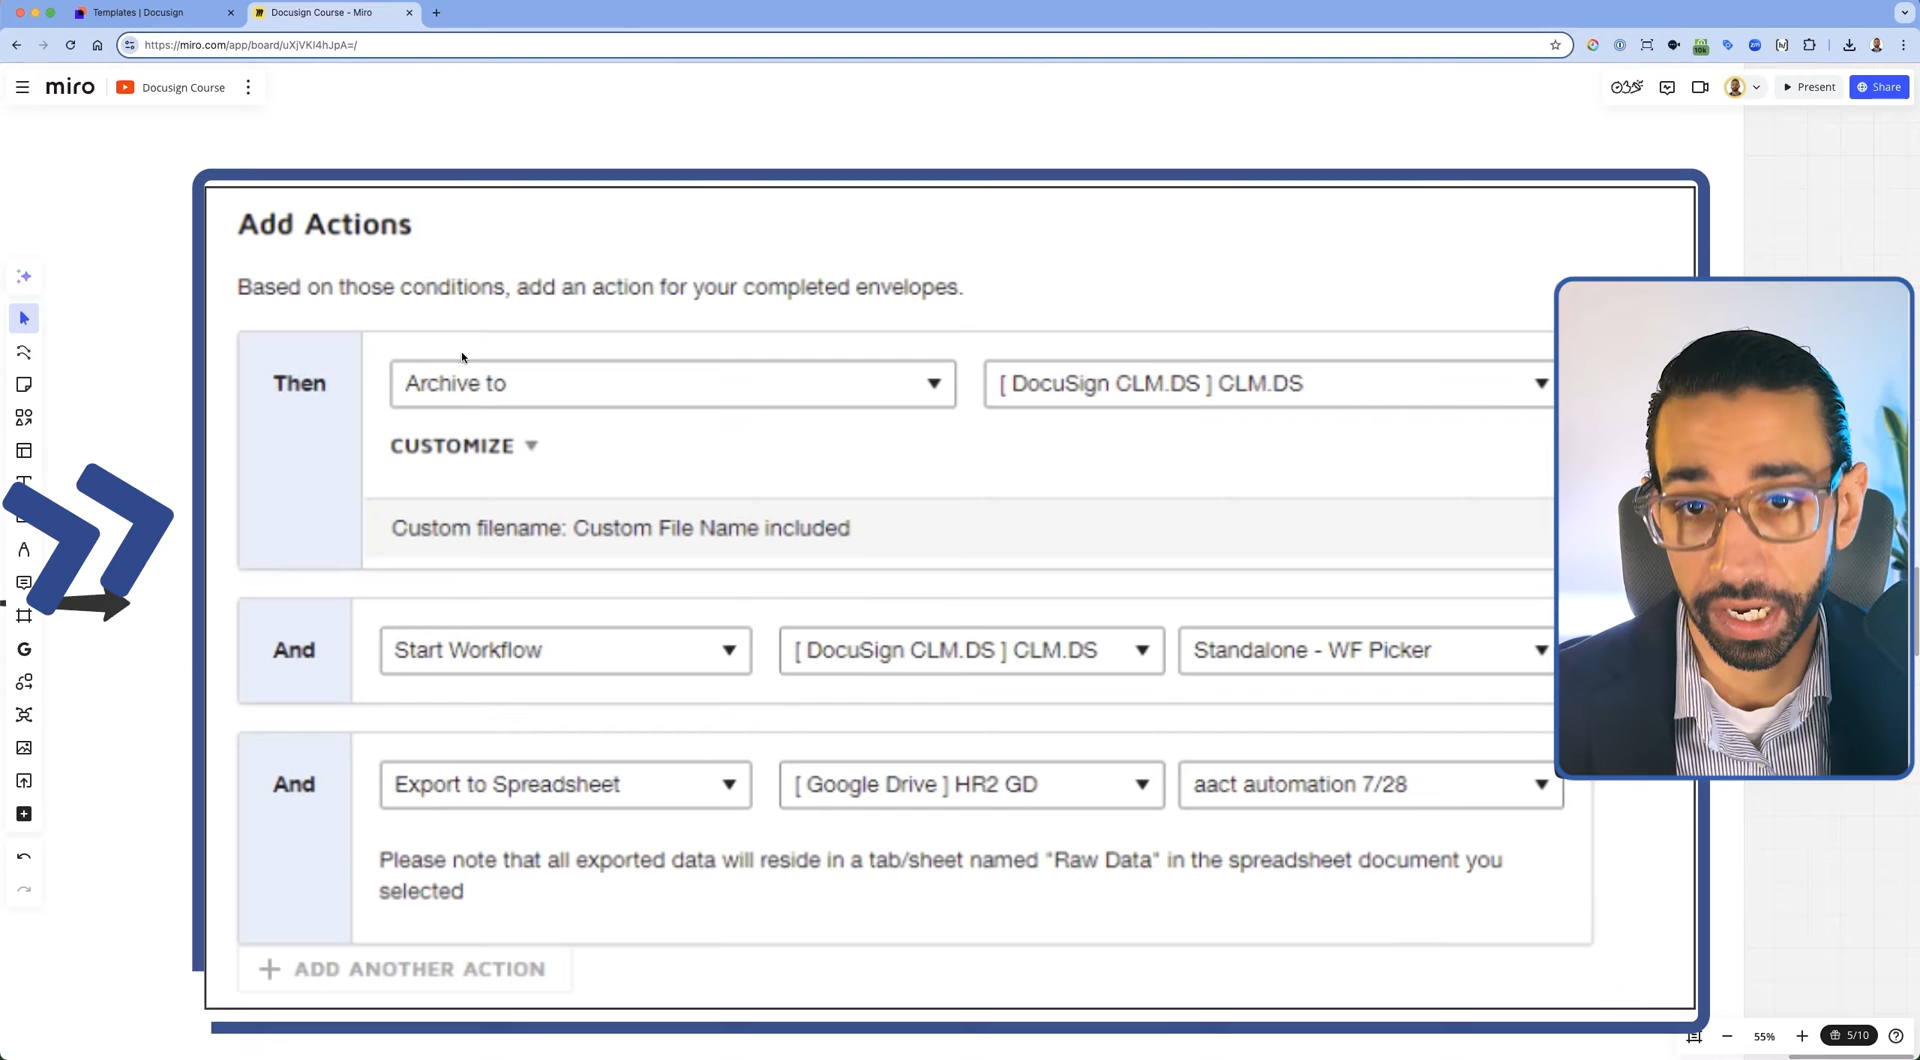 Templates | Docusign
Docusign Course - Miro
https://miro.com/app/board/uXjVKI4hJpA=/
10k
miro
Docusign Course
Present
Share
Add Actions
Based on those conditions, add an action for your completed envelopes.
Then
Archive to
[ DocuSign CLM.DS ] CLM.DS
CUSTOMIZE
Custom filename: Custom File Name included
And
Start Workflow
[ DocuSign CLM.DS ] CLM.DS
Standalone - WF Picker
And
Export to Spreadsheet
[ Google Drive ] HR2 GD
aact automation 7/28
Please note that all exported data will reside in a tab/sheet named "Raw Data" in the spreadsheet document you
selected
+ ADD ANOTHER ACTION
55%
5/10